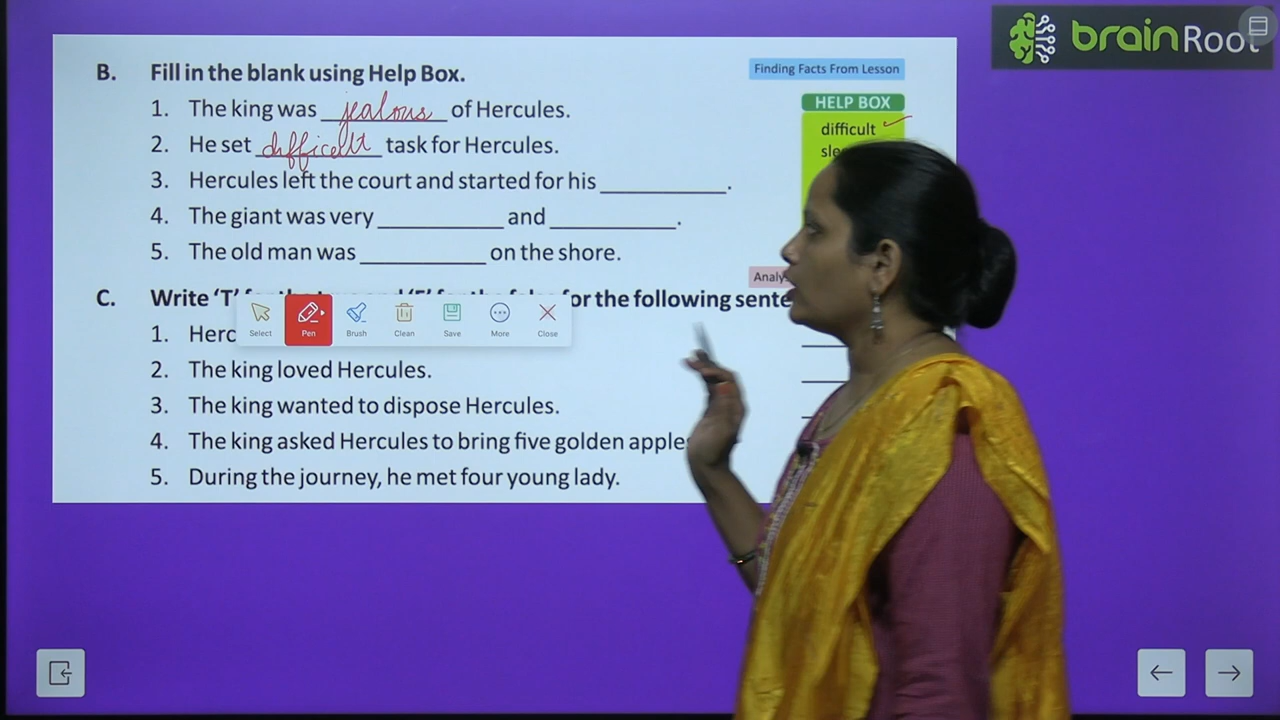 brainRoot
B. Fill in the blank using Help Box.
Finding Facts From Lesson
1. The king was jealous of Hercules.
HELP BOX
difficult
2. He set difficult task for Hercules.
3. Hercules left the court and started for his ___________.
4. The giant was very ___________ and ___________.
5. The old man was ___________ on the shore.
C. Write ‘T’ for the following
Select Pen Brush Clean Save More Close
1.
2. The king loved Hercules.
3. The king wanted to dispose Hercules.
4. The king asked Hercules to bring five golden
5. During the journey, he met four young lady.